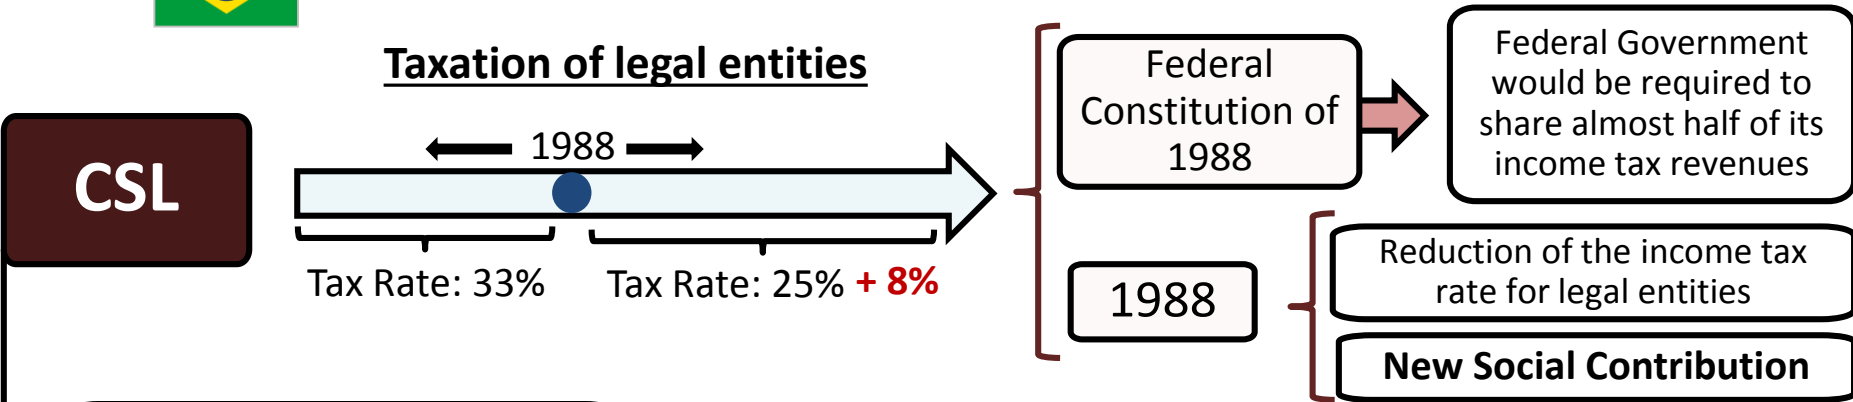 Taxation of legal entities
CSL
1988
Tax Rate: 33%
Tax Rate: 25% + 8%
Federal
Constitution of
1988
Federal Government
would be required to
share almost half of its
income tax revenues
1988
Reduction of the income tax
rate for legal entities
New Social Contribution